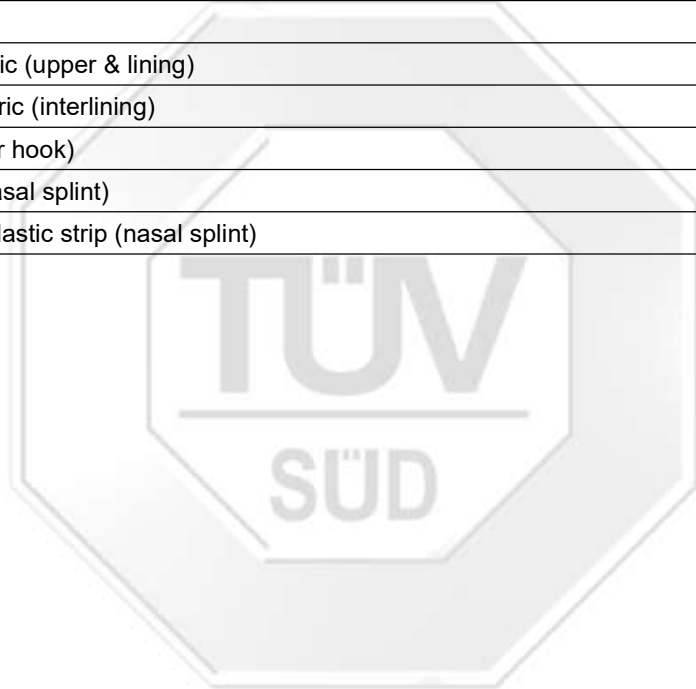 ic (upper & lining)
ric (interlining)
r hook)
asal splint)
lastic strip (nasal splint)
TÜV
SÜD